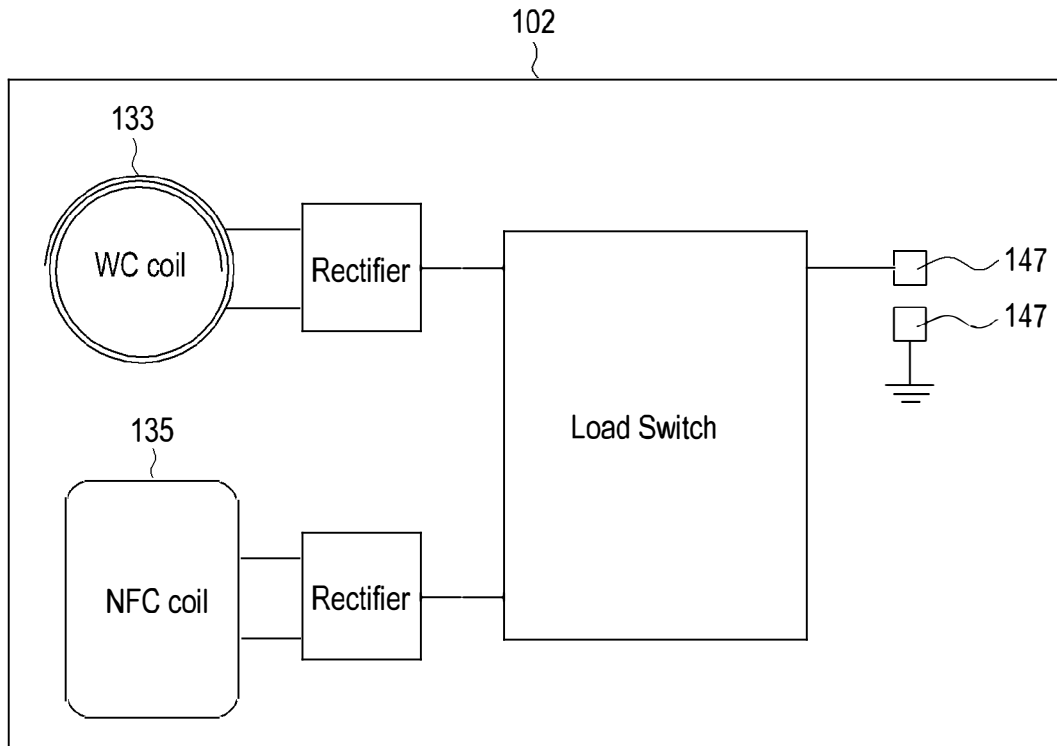 102
133
WC coil
Rectifier
147
147
Load Switch
135
NFC coil
Rectifier